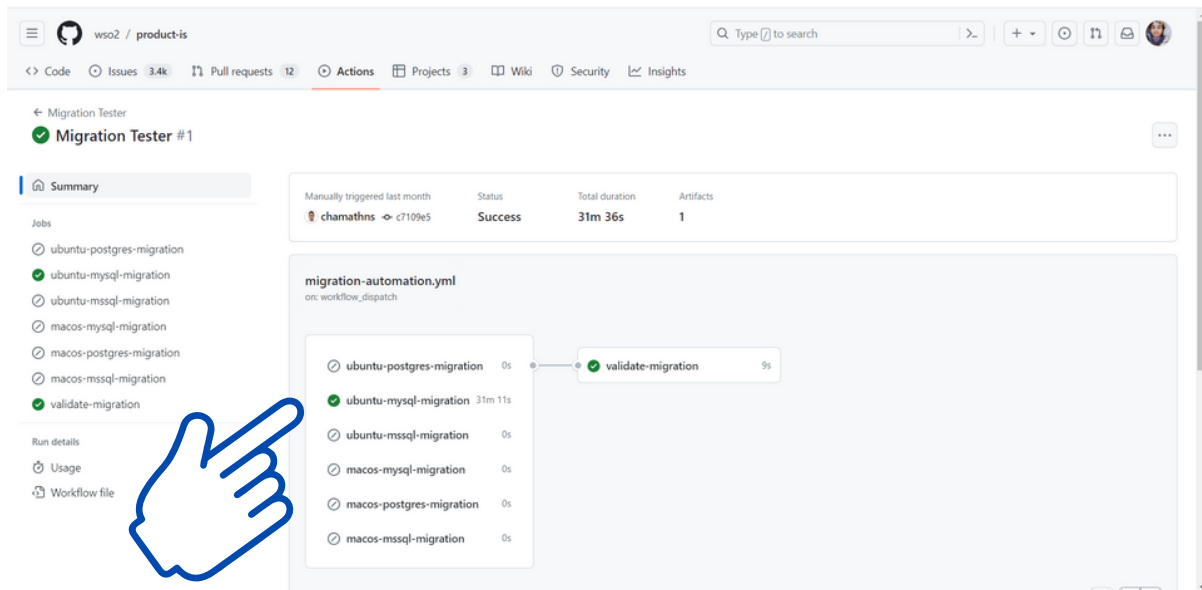 wso2 / product-is
Type / to search
<> Code Issues 3.4k Pull requests 12 Actions Projects 3 Wiki Security Insights
← Migration Tester
Migration Tester #1
Summary
Jobs
ubuntu-postgres-migration
ubuntu-mysql-migration
ubuntu-mssql-migration
macos-mysql-migration
macos-postgres-migration
macos-mssql-migration
validate-migration
Run details
Usage
Workflow file
Manually triggered last month Status Total duration Artifacts
chamathns c7109e5 Success 31m 36s 1
migration-automation.yml
on: workflow_dispatch
ubuntu-postgres-migration 0s validate-migration 9s
ubuntu-mysql-migration 31m 11s
ubuntu-mssql-migration 0s
macos-mysql-migration 0s
macos-postgres-migration 0s
macos-mssql-migration 0s